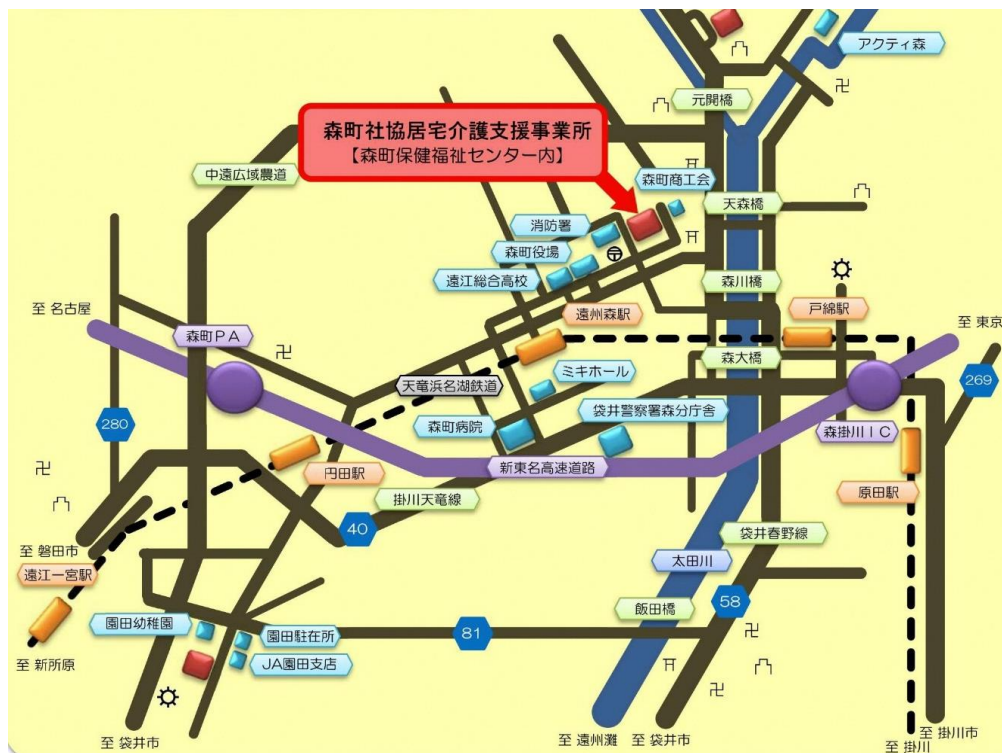 アクティ森
元開橋
森町社協居宅介護支援事業所
【森町保健福祉センター内】
中遠広域農道
森町商工会
天森橋
消防署
森町役場
遠江総合高校
森川橋
至 名古屋
遠州森駅
戸綿駅
至 東京
森町PA
森大橋
天竜浜名湖鉄道
ミキホール
269
280
森町病院
袋井警察署森分庁舎
森掛川IC
円田駅
新東名高速道路
原田駅
掛川天竜線
40
袋井春野線
至 磐田市
太田川
遠江一宮駅
飯田橋
58
園田幼稚園
園田駐在所
81
至 新所原
JA園田支店
至 袋井市
至 遠州灘
至 袋井市
至 掛川市
至 掛川